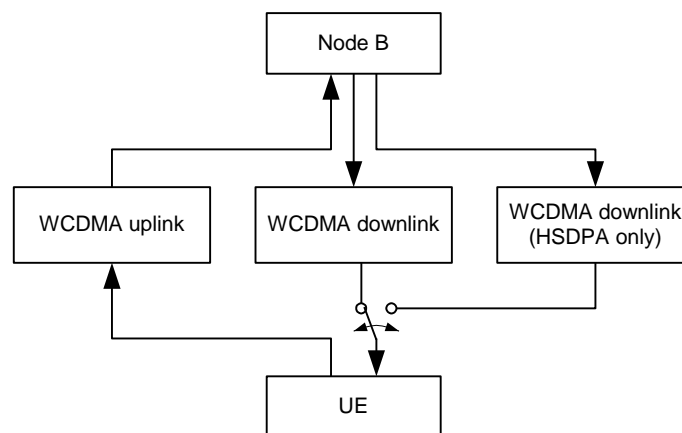 Node B
WCDMA uplink
WCDMA downlink
WCDMA downlink
(HSDPA only)
UE